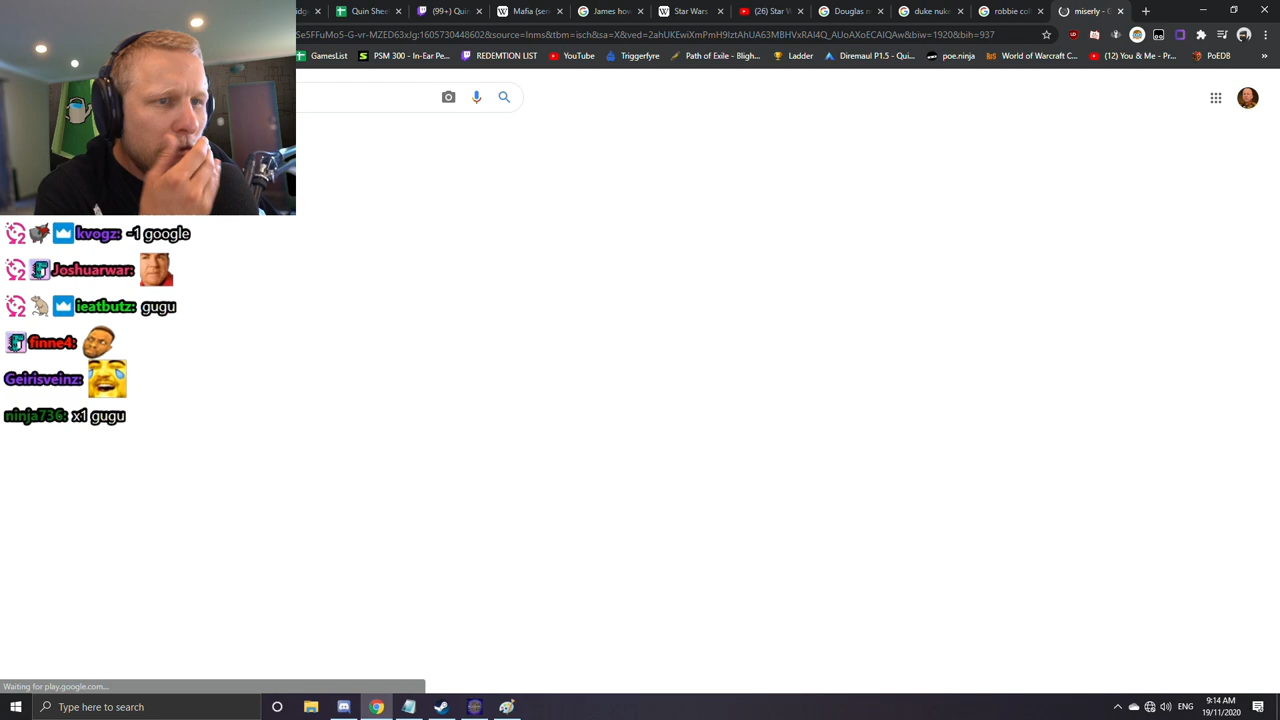 Quin Shee
(99+) Quin
Mafia (seri
James how
Star Wars
(26) Star W
Douglas m
duke nuke
robbie colt
miserly - G
Se5FFuMo5-G-vr-MZED63xJg:1605730448602&source=lnms&tbm=isch&sa=X&ved=2ahUKEwiXmPmH9IztAhUA63MBHVxRAI4Q_AUoAXoECAIQAw&biw=1920&bih=937
GamesList
PSM 300 - In-Ear Pe...
REDEMTION LIST
YouTube
Triggerfyre
Path of Exile - Bligh...
Ladder
Diremaul P1.5 - Qui...
poe.ninja
World of Warcraft C...
(12) You & Me - Pr...
PoEDB
»
kvogz: -1 google
Joshuarwar:
ieatbutz: gugu
finne4:
Geirisveinz:
ninja736: x1 gugu
Waiting for play.google.com...
Type here to search
ENG
9:14 AM
19/11/2020